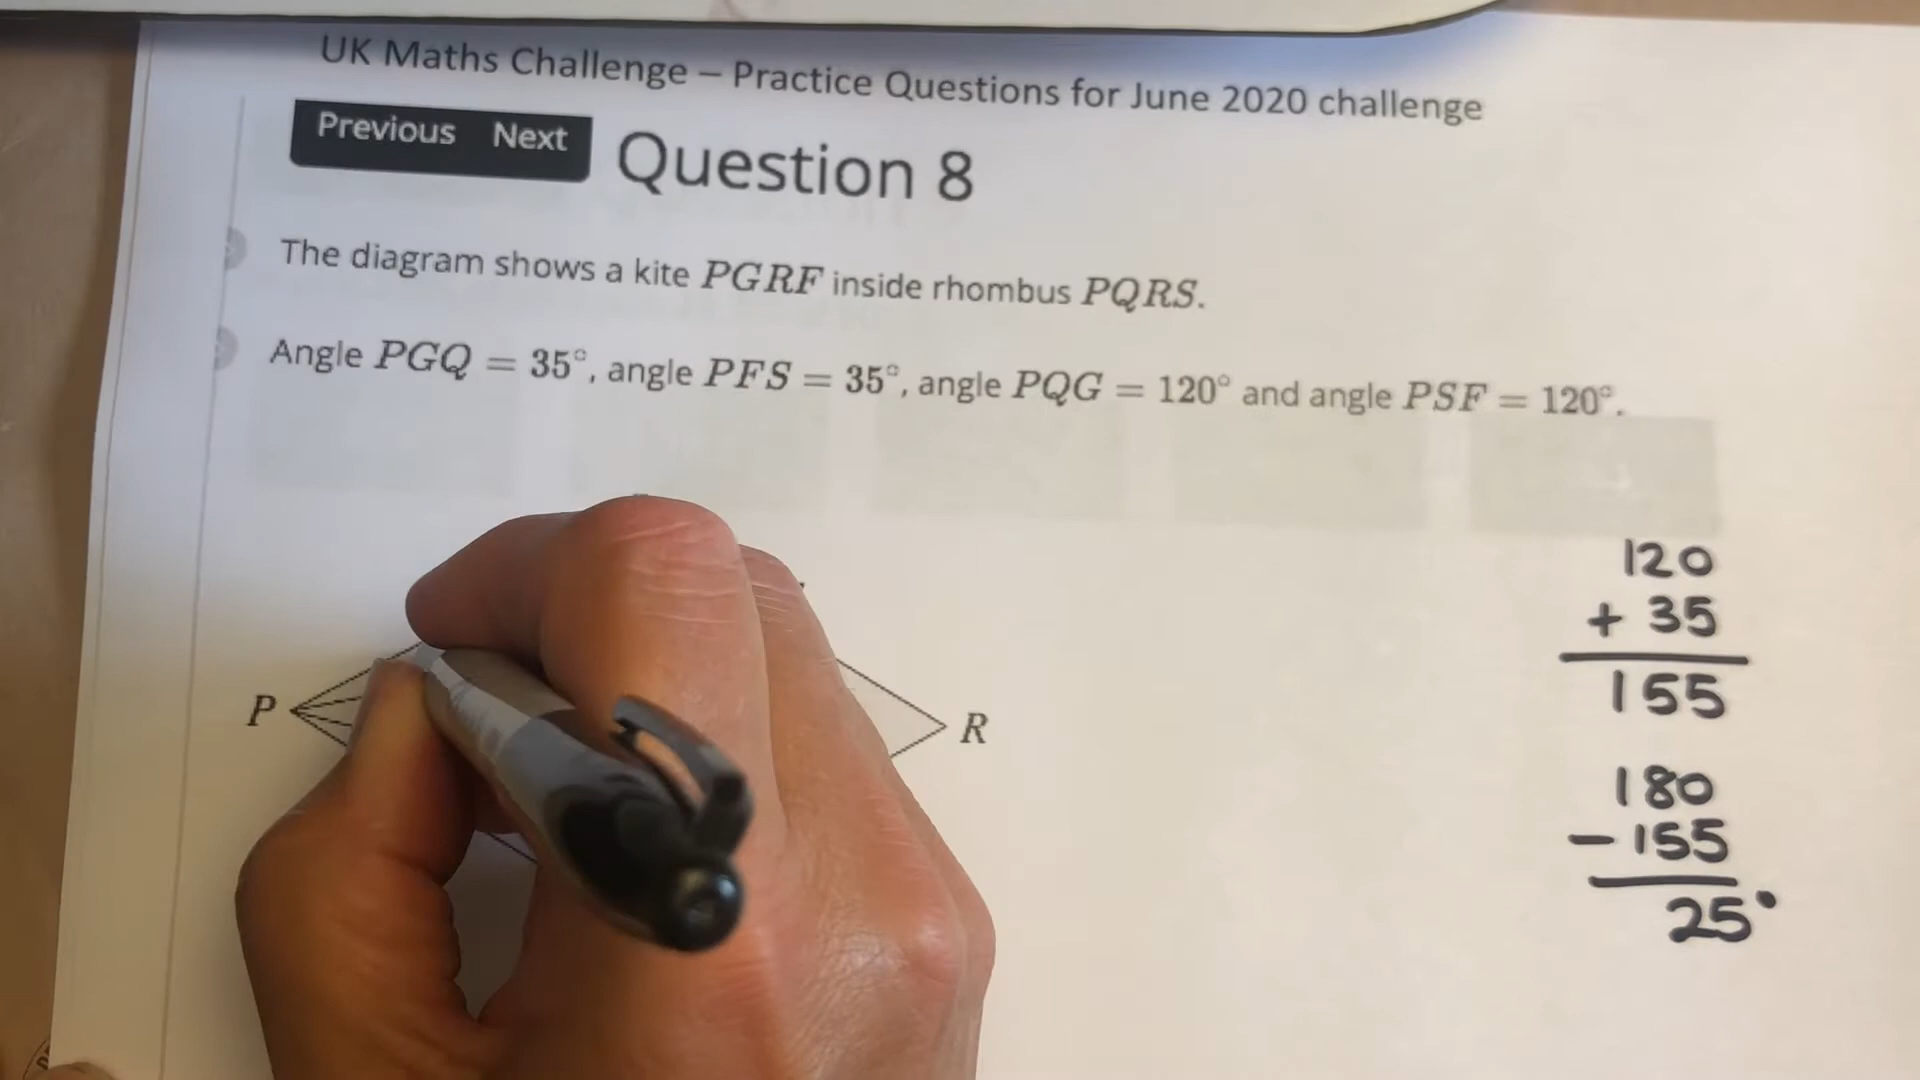 UK Maths Challenge – Practice Questions for June 2020 challenge
Previous Next
Question 8
The diagram shows a kite PGRF inside rhombus PQRS.
Angle PGQ = 35°, angle PFS = 35°, angle PQG = 120° and angle PSF = 120°.
120
+ 35
155
P
R
180
- 155
25°